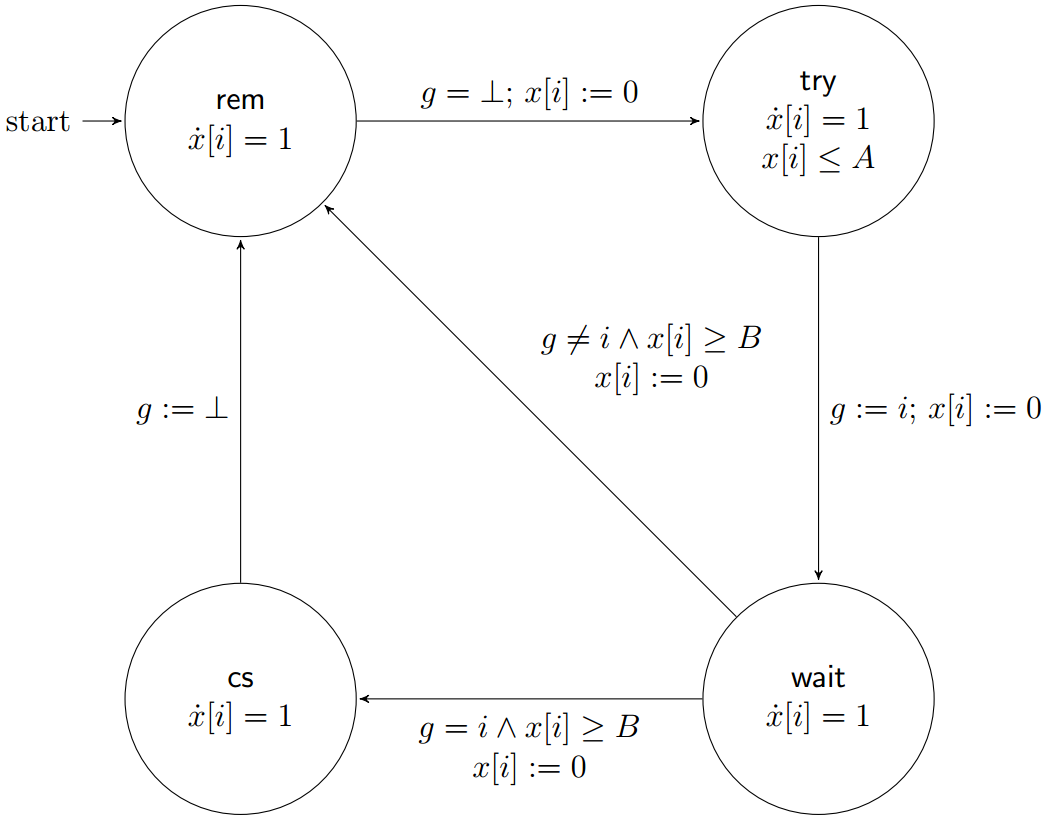 rem
ẋ[i] = 1
start
g = ⊥; x[i] := 0
try
ẋ[i] = 1
x[i] ≤ A
g ≠ i ∧ x[i] ≥ B
x[i] := 0
g := ⊥
g := i; x[i] := 0
cs
ẋ[i] = 1
g = i ∧ x[i] ≥ B
x[i] := 0
wait
ẋ[i] = 1